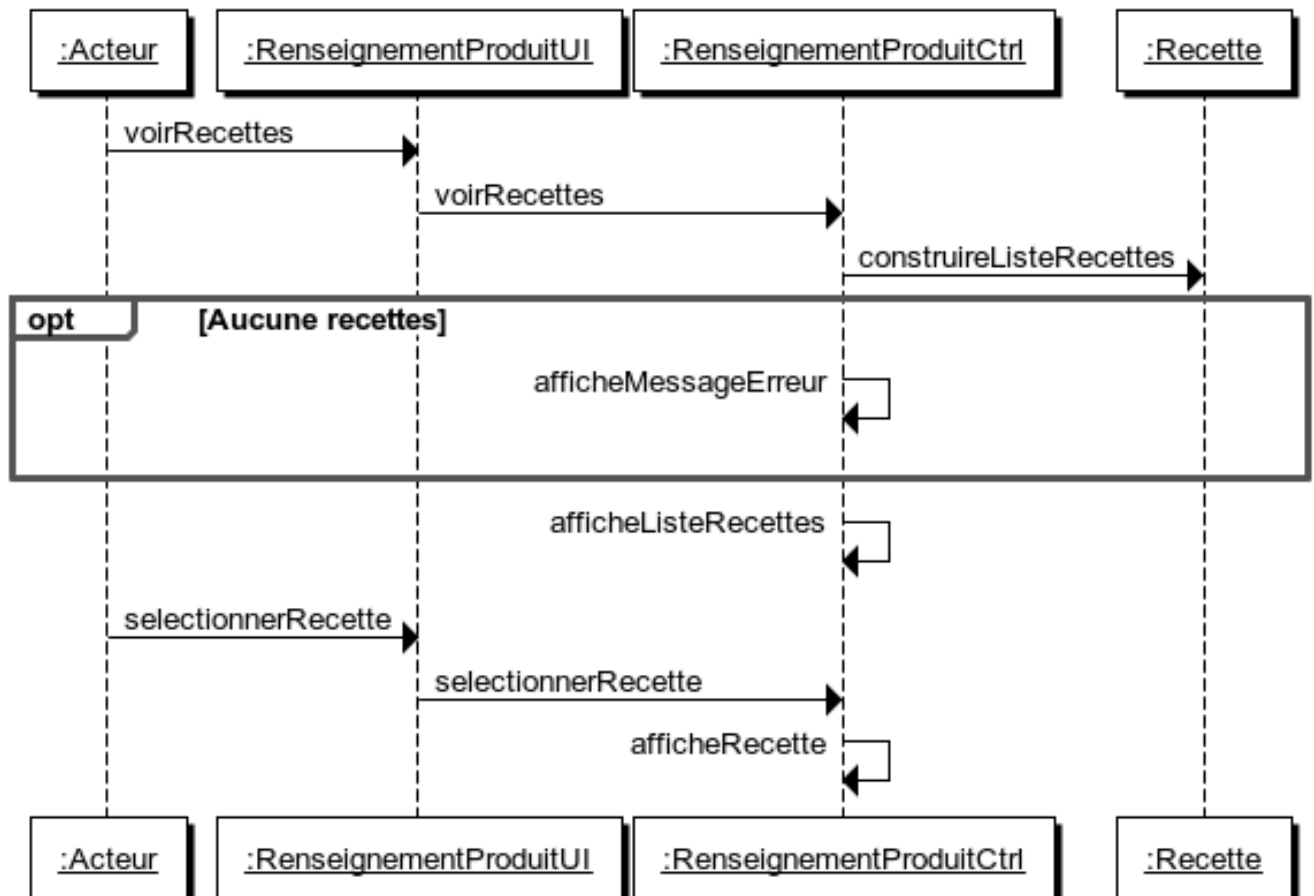 :Acteur :RenseignementProduitUI :RenseignementProduitCtrl :Recette
voirRecettes
voirRecettes
construireListeRecettes
opt [Aucune recettes]
afficheMessageErreur
afficheListeRecettes
selectionnerRecette
selectionnerRecette
afficheRecette
:Acteur :RenseignementProduitUI :RenseignementProduitCtrl :Recette